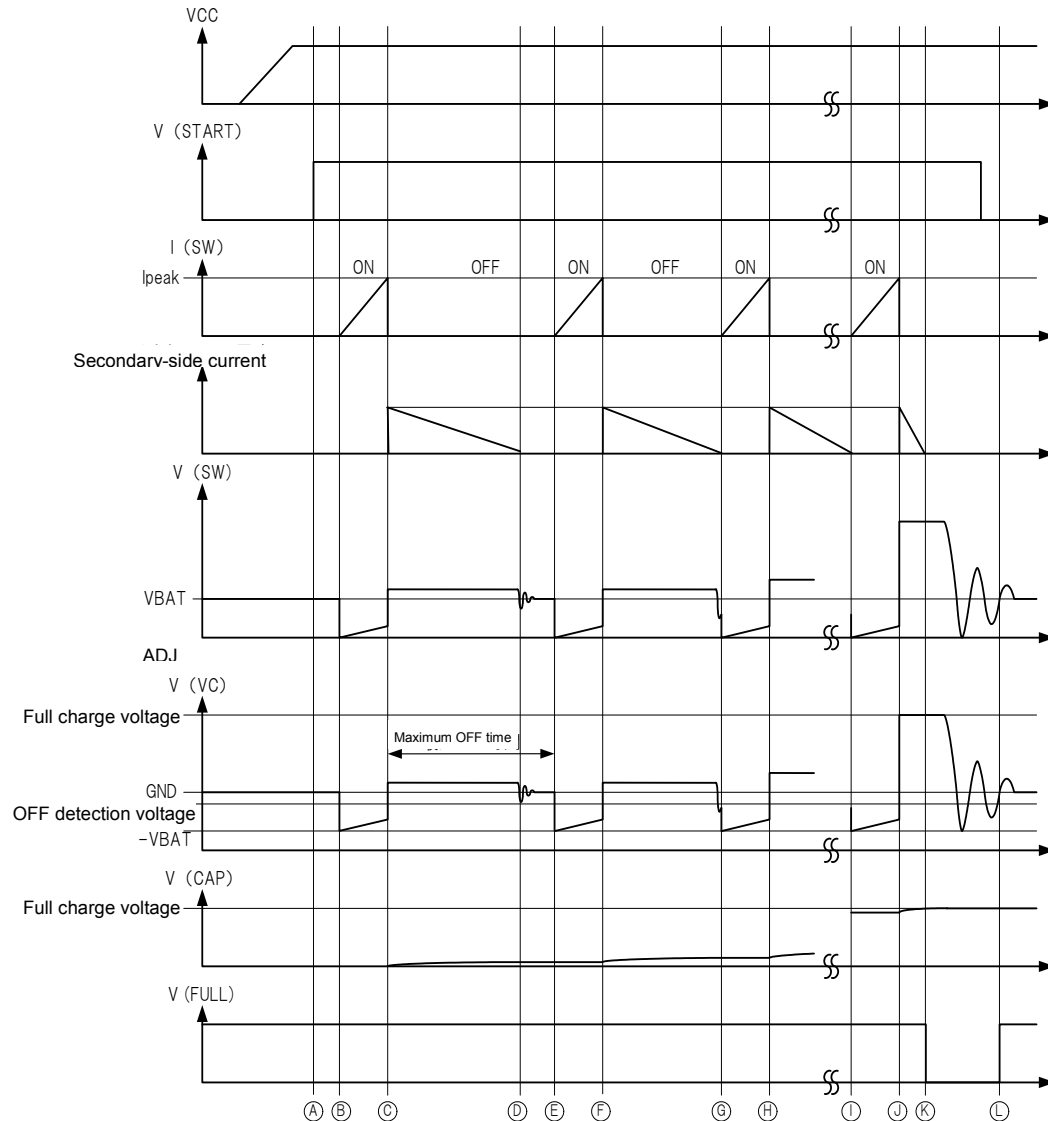 VCC
V (START)
I (SW)
Ipeak
ON OFF ON OFF ON ON
Secondary-side current
V (SW)
VBAT
ADJ
V (VC)
Full charge voltage
Maximum OFF time
GND
OFF detection voltage
-VBAT
V (CAP)
Full charge voltage
V (FULL)
A B C D E F G H I J K L